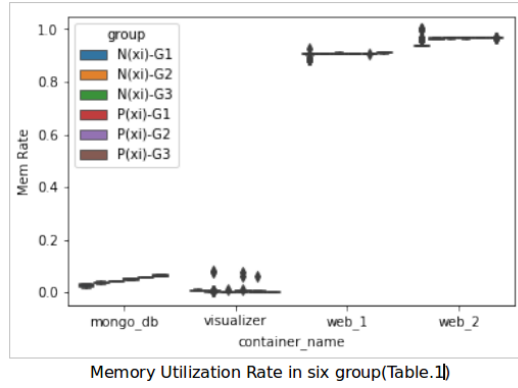 group
N(xi)-G1
N(xi)-G2
N(xi)-G3
P(xi)-G1
P(xi)-G2
P(xi)-G3
Mem Rate
1.0
0.8
0.6
0.4
0.2
0.0
mongo_db visualizer web_1 web_2
container_name
Memory Utilization Rate in six group(Table.1)